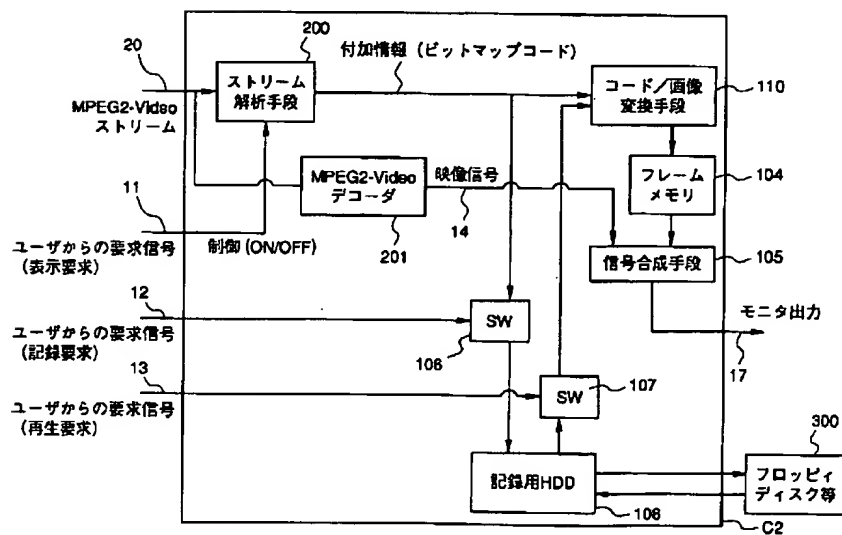 20
MPEG2-Video
ストリーム
200
ストリーム
解析手段
付加情報 (ビットマップコード)
コード/画像
変換手段
110
MPEG2-Video
デコーダ
201
映像信号
14
フレーム
メモリ
104
11
ユーザからの要求信号
(表示要求)
制御 (ON/OFF)
信号合成手段
105
モニタ出力
17
12
ユーザからの要求信号
(記録要求)
SW
106
13
ユーザからの要求信号
(再生要求)
SW
107
記録用HDD
106
300
フロッピィ
ディスク等
C2